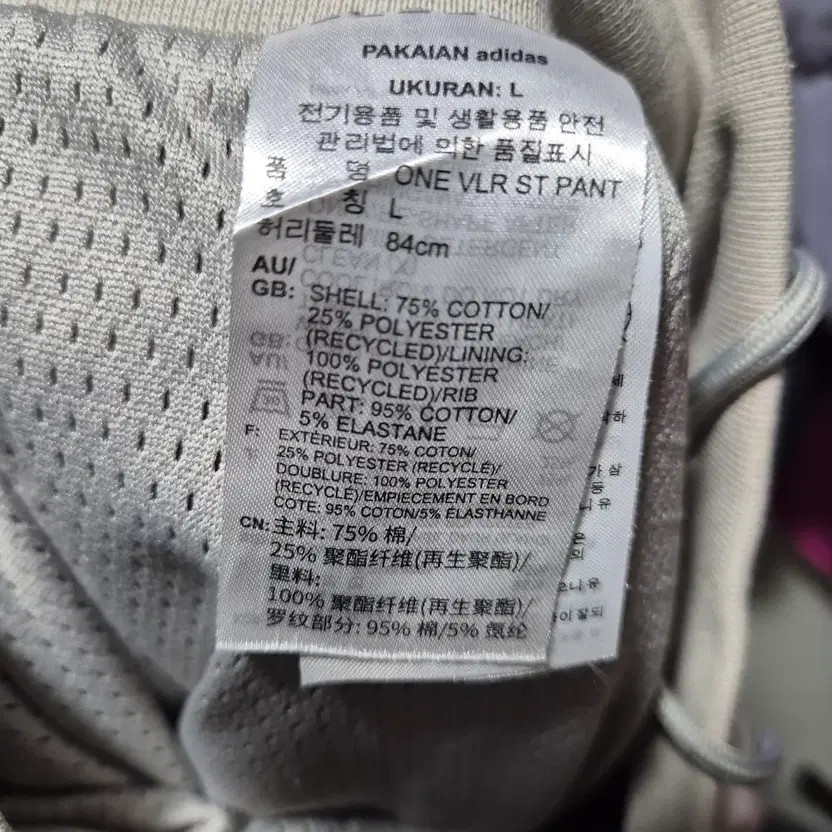 PAKAIAN adidas
UKURAN: L
전기용품 및 생활용품 안전
관리법에 의한 품질표시
품 명 ONE VLR ST PANT
호 칭 L
허리둘레 84cm
AU/
GB: SHELL: 75% COTTON/
25% POLYESTER
(RECYCLED)/LINING:
100% POLYESTER
(RECYCLED)/RIB
PART: 95% COTTON/
5% ELASTANE
F: EXTÉRIEUR: 75% COTON/
25% POLYESTER (RECYCLÉ)/
DOUBLURE: 100% POLYESTER
(RECYCLÉ)/EMPIECEMENT EN BORD
COTE: 95% COTON/5% ÉLASTHANNE
CN: 主料: 75% 棉/
25% 聚酯纤维(再生聚酯)/
里料:
100% 聚酯纤维(再生聚酯)/
罗纹部分: 95% 棉/5% 氨纶